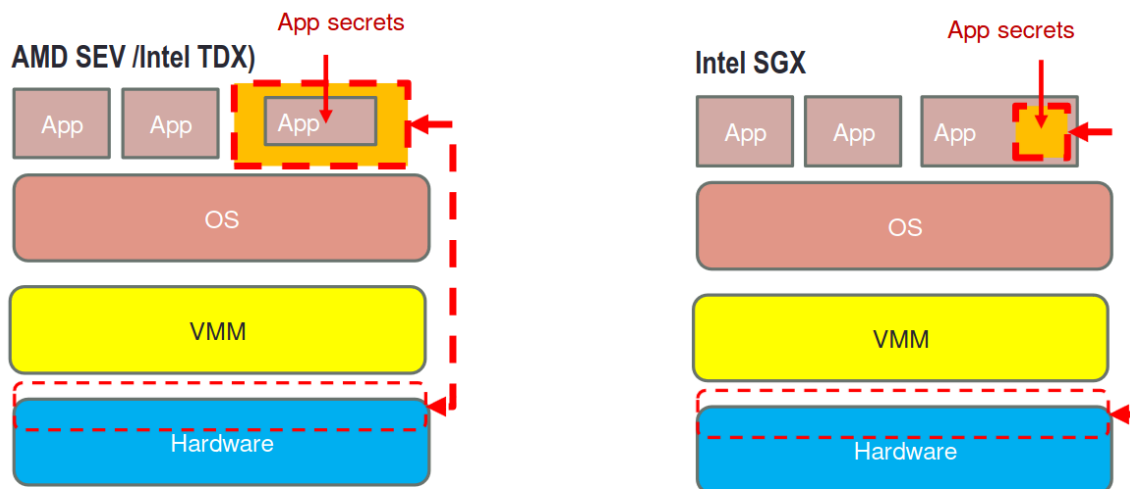 App secrets
AMD SEV /Intel TDX)
App
App
App
OS
VMM
Hardware
App secrets
Intel SGX
App
App
App
OS
VMM
Hardware